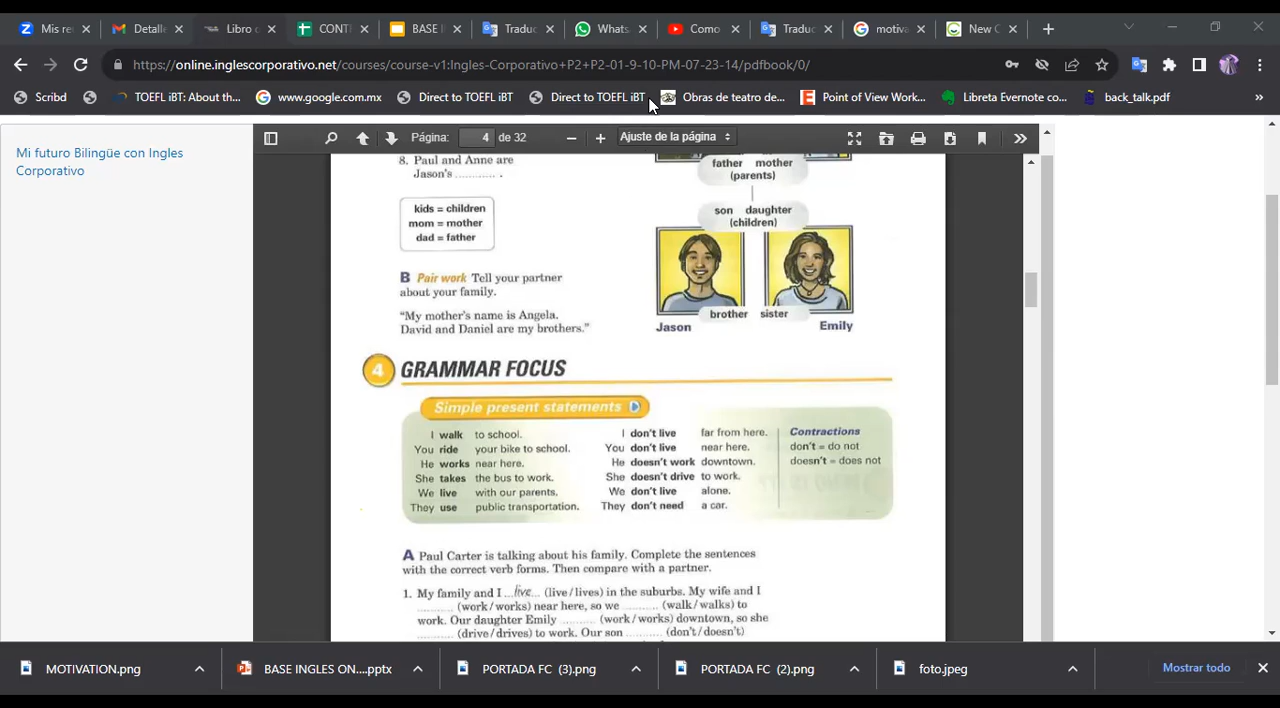 Mis re
Detalle
Libro
CONTI
BASE I
Traduc
Whats
Como
Traduc
motiva
New C
https://online.inglescorporativo.net/courses/course-v1:Ingles-Corporativo+P2+P2-01-9-10-PM-07-23-14/pdfbook/0/
Scribd
TOEFL iBT: About th...
www.google.com.mx
Direct to TOEFL iBT
Direct to TOEFL iBT
Obras de teatro de...
Point of View Work...
Libreta Evernote co...
back_talk.pdf
»
Mi futuro Bilingüe con Ingles
Corporativo
Página: 4 de 32
Ajuste de la página
8. Paul and Anne are
Jason's ............ .
kids = children
mom = mother
dad = father
B Pair work Tell your partner
about your family.
"My mother's name is Angela.
David and Daniel are my brothers."
father mother
(parents)
son daughter
(children)
brother sister
Jason
Emily
4 GRAMMAR FOCUS
Simple present statements
I walk to school.
You ride your bike to school.
He works near here.
She takes the bus to work.
We live with our parents.
They use public transportation.
I don't live far from here.
You don't live near here.
He doesn't work downtown.
She doesn't drive to work.
We don't live alone.
They don't need a car.
Contractions
don't = do not
doesn't = does not
A Paul Carter is talking about his family. Complete the sentences
with the correct verb forms. Then compare with a partner.
1. My family and I ...live... (live / lives) in the suburbs. My wife and I
.......... (work / works) near here, so we .......... (walk / walks) to
work. Our daughter Emily .......... (work / works) downtown, so she
.......... (drive / drives) to work. Our son .......... (don't / doesn't)
MOTIVATION.png
BASE INGLES ON....pptx
PORTADA FC (3).png
PORTADA FC (2).png
foto.jpeg
Mostrar todo